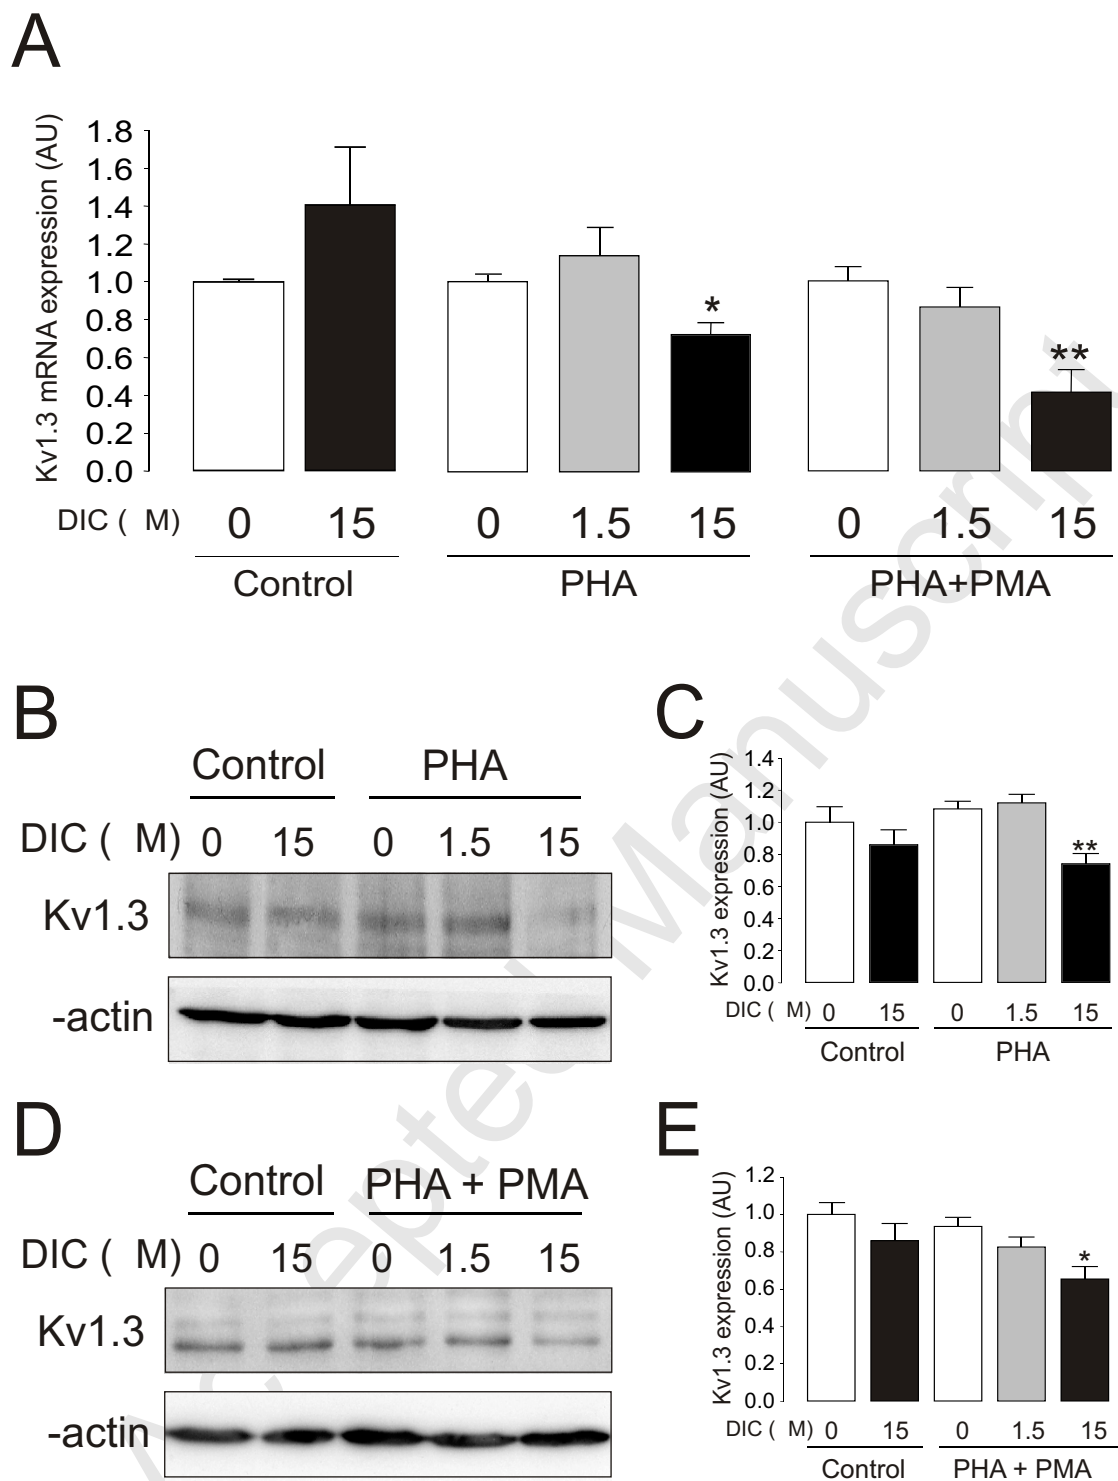 A
Kv1.3 mRNA expression (AU)
1.8
1.6
1.4
1.2
1.0
0.8
0.6
0.4
0.2
0.0
*
**
DIC ( M) 0 15 0 1.5 15 0 1.5 15
Control PHA PHA+PMA
B
Control PHA
DIC ( M) 0 15 0 1.5 15
Kv1.3
-actin
C
Kv1.3 expression (AU)
1.4
1.2
1.0
0.8
0.6
0.4
0.2
0.0
**
DIC ( M) 0 15 0 1.5 15
Control PHA
D
Control PHA + PMA
DIC ( M) 0 15 0 1.5 15
Kv1.3
-actin
E
Kv1.3 expression (AU)
1.2
1.0
0.8
0.6
0.4
0.2
0.0
*
DIC ( M) 0 15 0 1.5 15
Control PHA + PMA
Accepted Manuscript